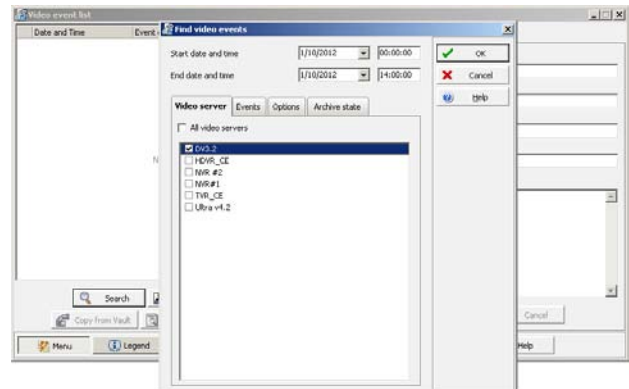 Video event list
Date and Time
Event
Find video events
Start date and time
1/10/2012
00:00:00
End date and time
1/10/2012
14:00:00
OK
Cancel
Help
Video server
Events
Options
Archive state
All video servers
DV3.2
HDVR_CE
NVR #2
NVR#1
TVR_CE
Ultra v4.2
N
Search
Copy from Vault
Cancel
Menu
Legend
Help